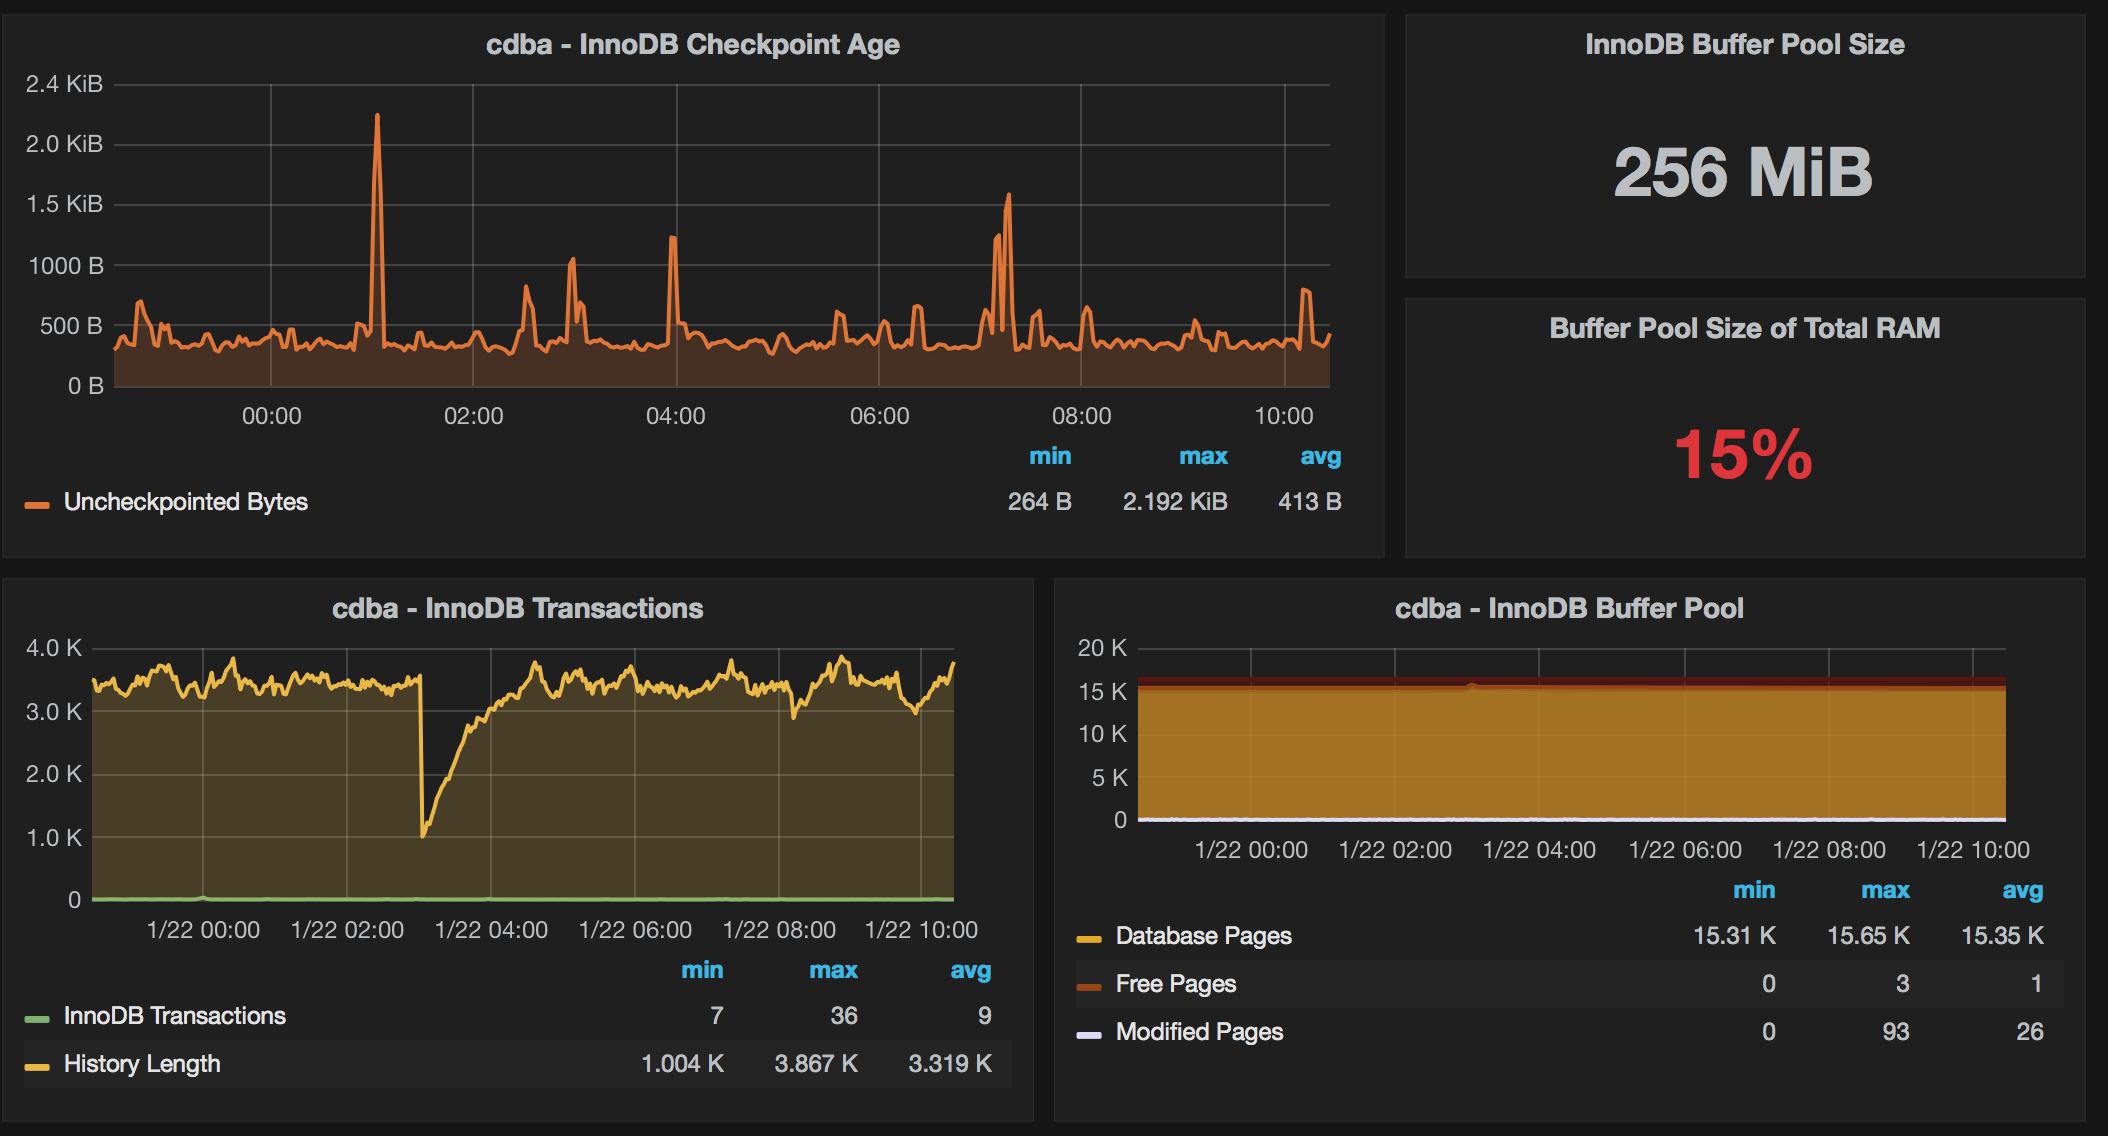 cdba - InnoDB Checkpoint Age
2.4 KiB
2.0 KiB
1.5 KiB
1000 B
500 B
0 B
00:00 02:00 04:00 06:00 08:00 10:00
min max avg
Uncheckpointed Bytes 264 B 2.192 KiB 413 B
InnoDB Buffer Pool Size
256 MiB
Buffer Pool Size of Total RAM
15%
cdba - InnoDB Transactions
4.0 K
3.0 K
2.0 K
1.0 K
0
1/22 00:00 1/22 02:00 1/22 04:00 1/22 06:00 1/22 08:00 1/22 10:00
min max avg
InnoDB Transactions 7 36 9
History Length 1.004 K 3.867 K 3.319 K
cdba - InnoDB Buffer Pool
20 K
15 K
10 K
5 K
0
1/22 00:00 1/22 02:00 1/22 04:00 1/22 06:00 1/22 08:00 1/22 10:00
min max avg
Database Pages 15.31 K 15.65 K 15.35 K
Free Pages 0 3 1
Modified Pages 0 93 26